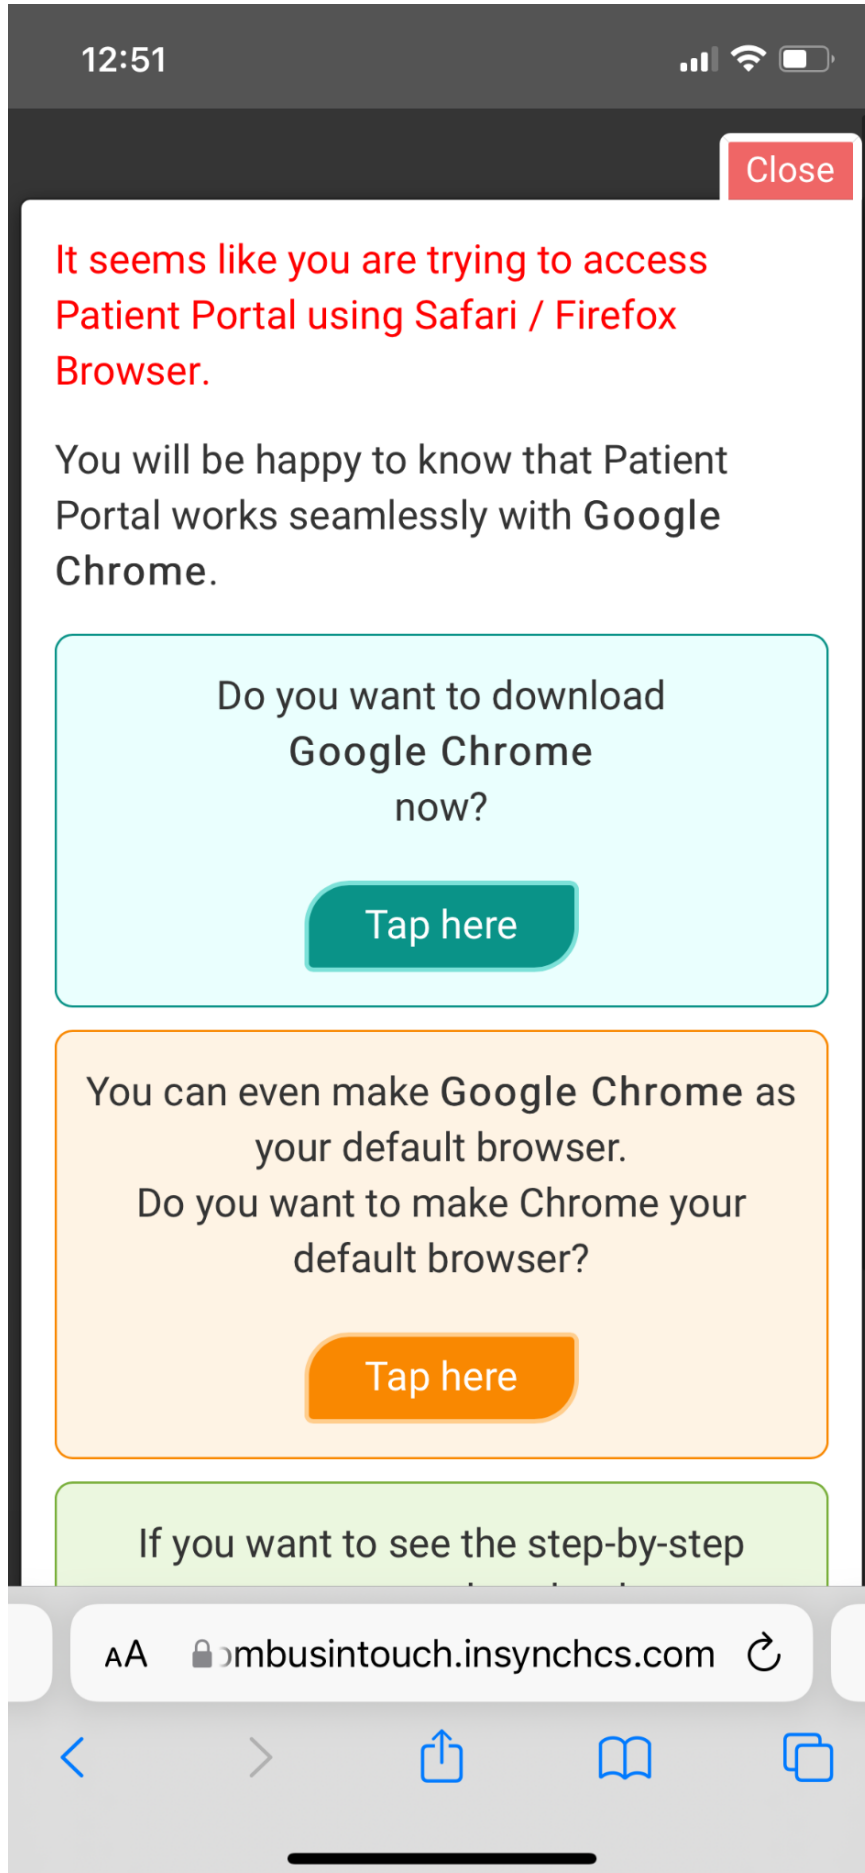 12:51
Close
It seems like you are trying to access
Patient Portal using Safari / Firefox
Browser.
You will be happy to know that Patient
Portal works seamlessly with Google
Chrome.
Do you want to download
Google Chrome
now?
Tap here
You can even make Google Chrome as
your default browser.
Do you want to make Chrome your
default browser?
Tap here
If you want to see the step-by-step
AA mbusintouch.insynchcs.com